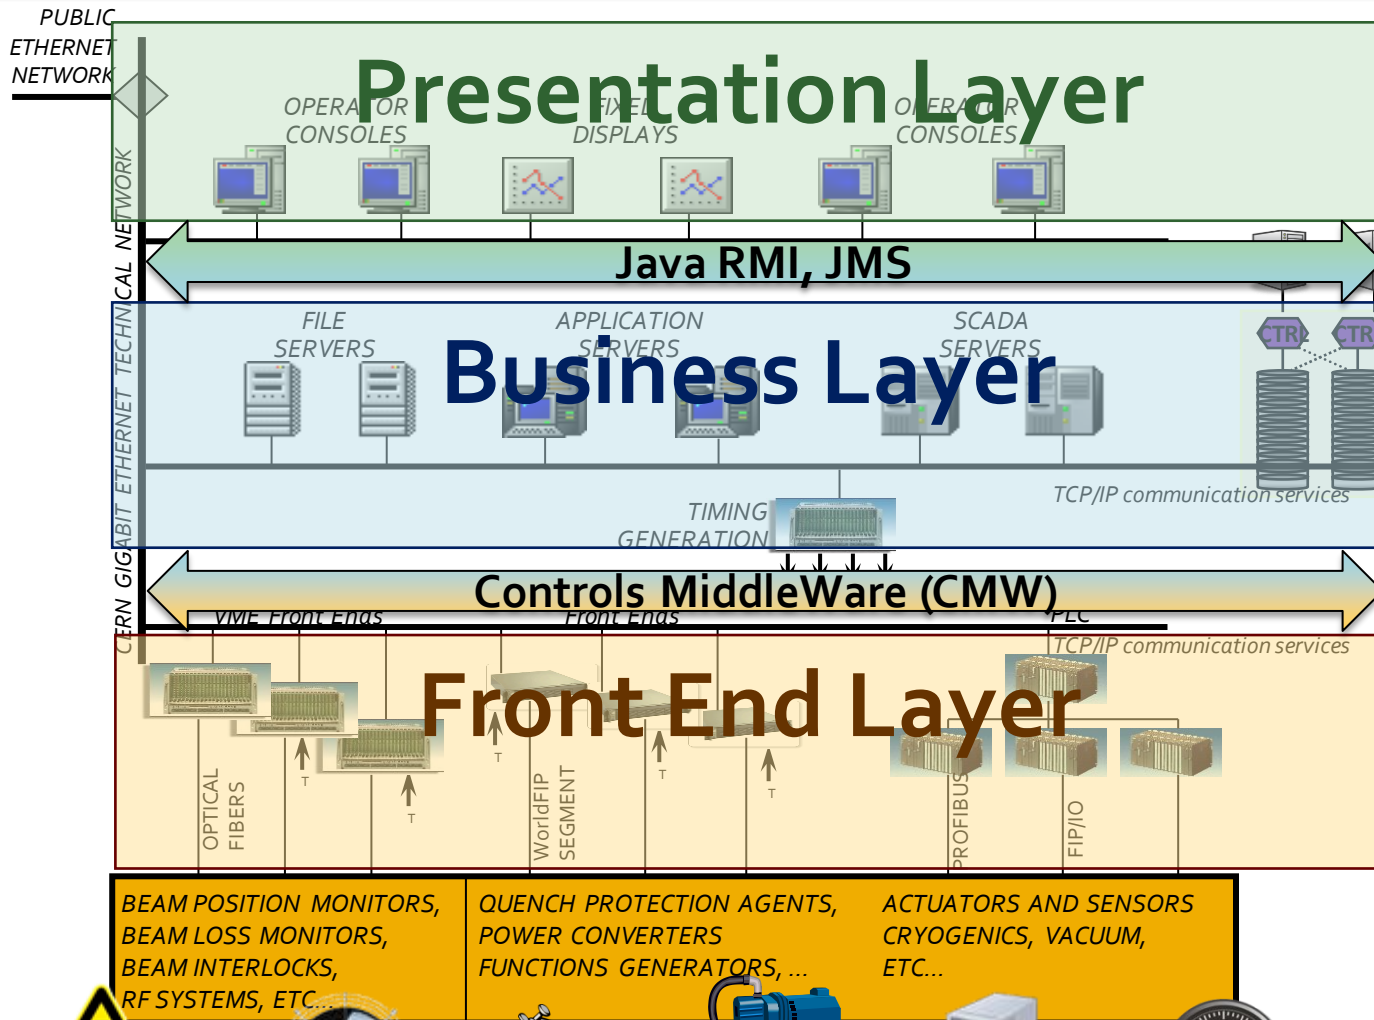 PUBLIC
ETHERNET
NETWORK
Presentation Layer
OPERATOR
CONSOLES
FIXED
DISPLAYS
OPERATOR
CONSOLES
CERN GIGABIT ETHERNET TECHNICAL NETWORK
Java RMI, JMS
FILE
SERVERS
APPLICATION
SERVERS
SCADA
SERVERS
CTRL
CTRL
Business Layer
TCP/IP communication services
TIMING
GENERATION
Controls MiddleWare (CMW)
VME Front Ends
Front Ends
PLC
TCP/IP communication services
Front End Layer
T
T
T
T
T
OPTICAL
FIBERS
WorldFIP
SEGMENT
PROFIBUS
FIP/IO
BEAM POSITION MONITORS,
BEAM LOSS MONITORS,
BEAM INTERLOCKS,
RF SYSTEMS, ETC...
QUENCH PROTECTION AGENTS,
POWER CONVERTERS
FUNCTIONS GENERATORS, ...
ACTUATORS AND SENSORS
CRYOGENICS, VACUUM,
ETC...